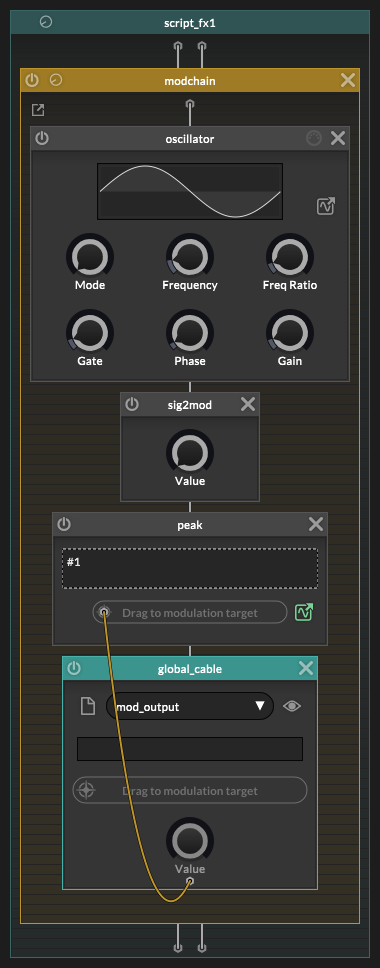 script_fx1
modchain
oscillator
Mode
Frequency
Freq Ratio
Gate
Phase
Gain
sig2mod
Value
peak
#1
Drag to modulation target
global_cable
mod_output
Drag to modulation target
Value